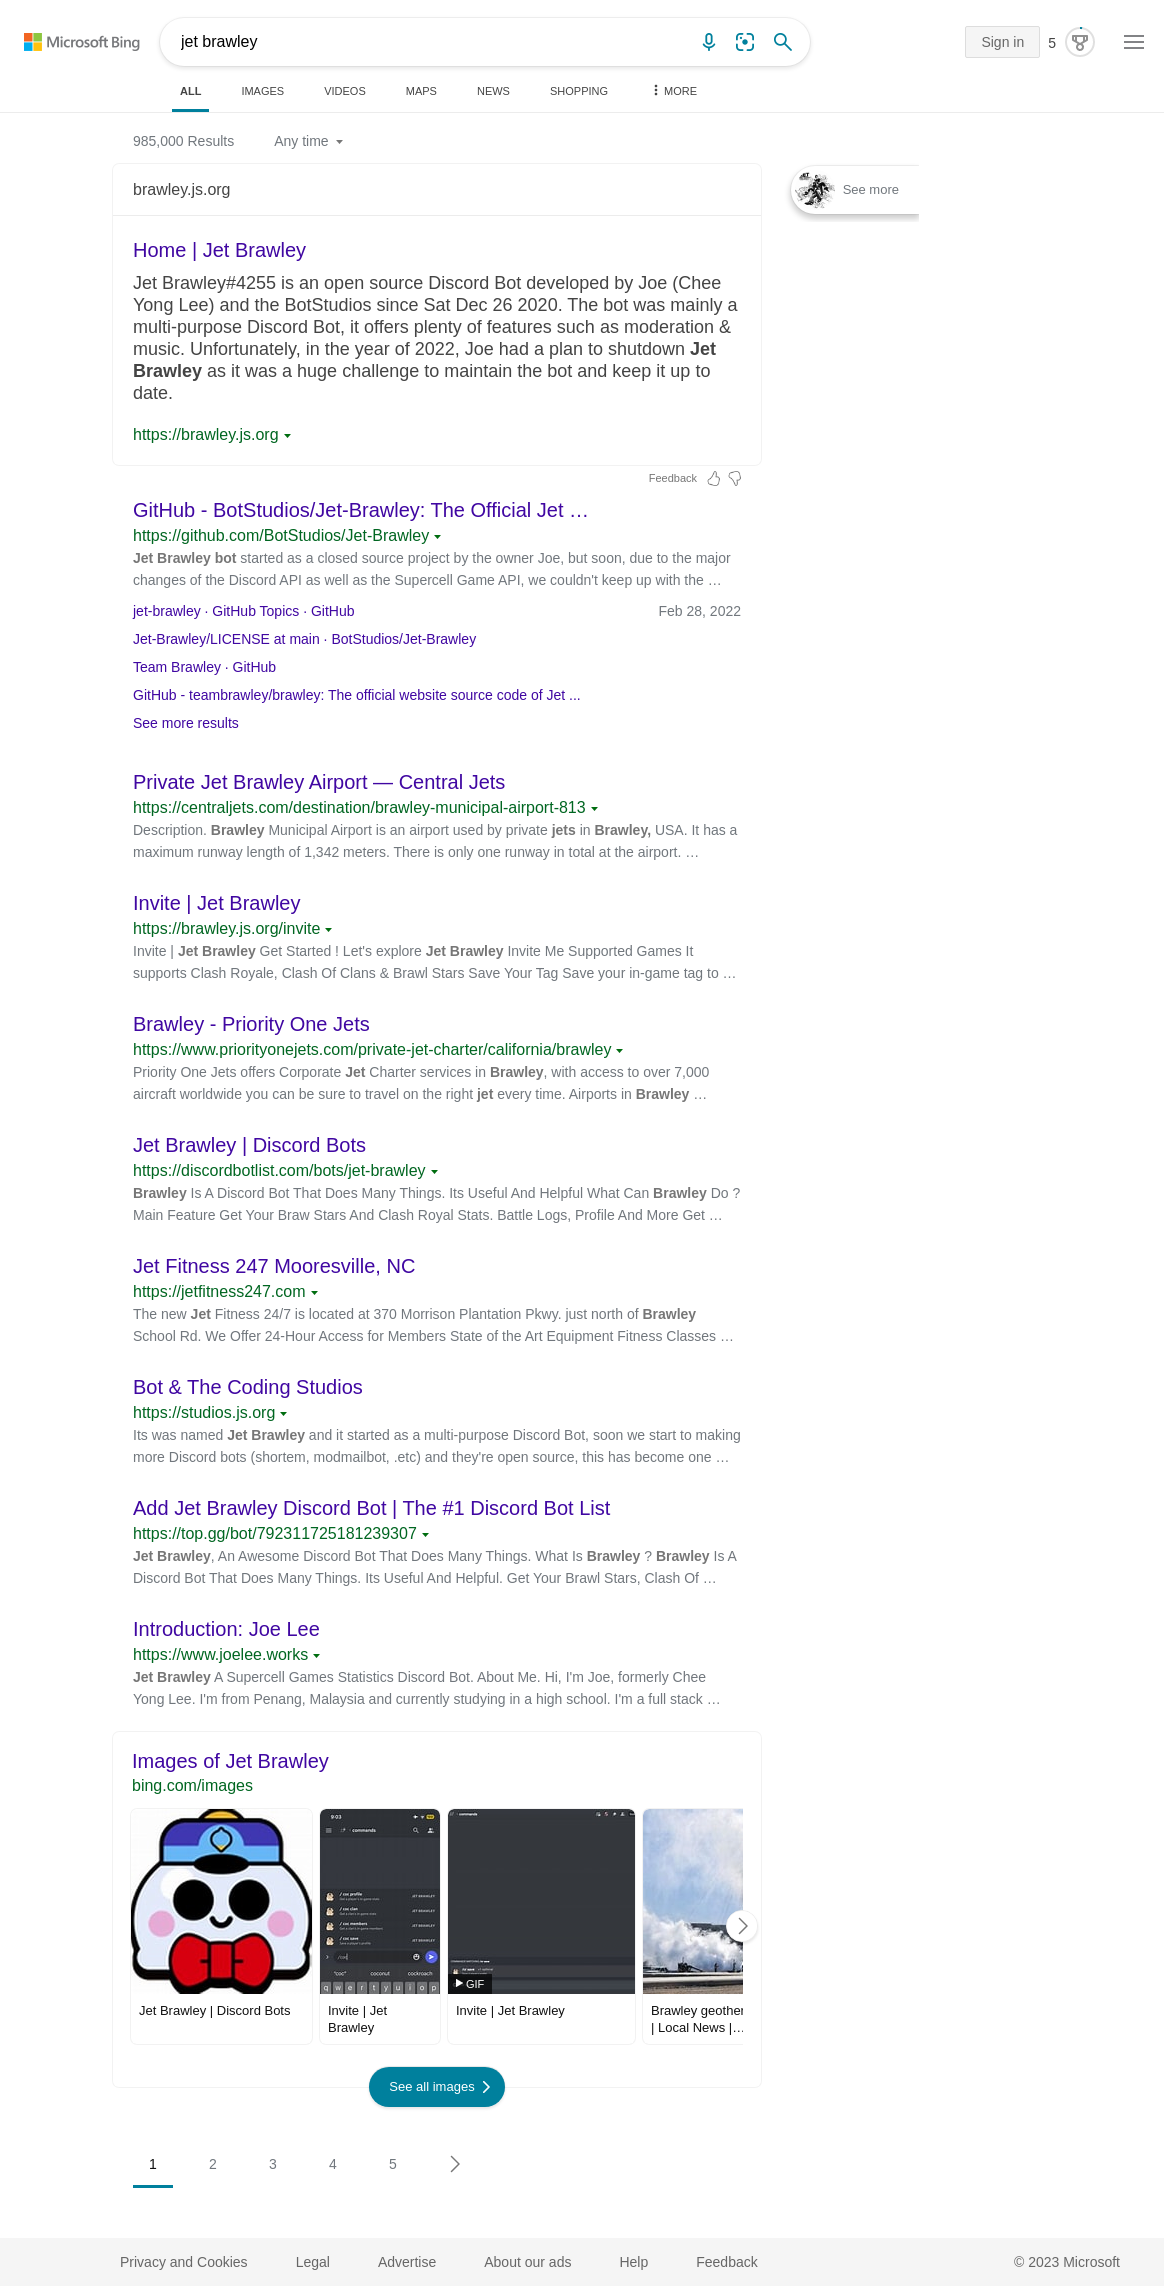 Microsoft Bing
jet brawley
Sign in
5
ALL
IMAGES
VIDEOS
MAPS
NEWS
SHOPPING
MORE
985,000 Results
Any time
brawley.js.org
See more
Home | Jet Brawley
Jet Brawley#4255 is an open source Discord Bot developed by Joe (Chee
Yong Lee) and the BotStudios since Sat Dec 26 2020. The bot was mainly a
multi-purpose Discord Bot, it offers plenty of features such as moderation &
music. Unfortunately, in the year of 2022, Joe had a plan to shutdown Jet
Brawley as it was a huge challenge to maintain the bot and keep it up to
date.
https://brawley.js.org
Feedback
GitHub - BotStudios/Jet-Brawley: The Official Jet …
https://github.com/BotStudios/Jet-Brawley
Jet Brawley bot started as a closed source project by the owner Joe, but soon, due to the major
changes of the Discord API as well as the Supercell Game API, we couldn't keep up with the …
jet-brawley · GitHub Topics · GitHub
Feb 28, 2022
Jet-Brawley/LICENSE at main · BotStudios/Jet-Brawley
Team Brawley · GitHub
GitHub - teambrawley/brawley: The official website source code of Jet ...
See more results
Private Jet Brawley Airport — Central Jets
https://centraljets.com/destination/brawley-municipal-airport-813
Description. Brawley Municipal Airport is an airport used by private jets in Brawley, USA. It has a
maximum runway length of 1,342 meters. There is only one runway in total at the airport. …
Invite | Jet Brawley
https://brawley.js.org/invite
Invite | Jet Brawley Get Started ! Let's explore Jet Brawley Invite Me Supported Games It
supports Clash Royale, Clash Of Clans & Brawl Stars Save Your Tag Save your in-game tag to …
Brawley - Priority One Jets
https://www.priorityonejets.com/private-jet-charter/california/brawley
Priority One Jets offers Corporate Jet Charter services in Brawley, with access to over 7,000
aircraft worldwide you can be sure to travel on the right jet every time. Airports in Brawley …
Jet Brawley | Discord Bots
https://discordbotlist.com/bots/jet-brawley
Brawley Is A Discord Bot That Does Many Things. Its Useful And Helpful What Can Brawley Do ?
Main Feature Get Your Braw Stars And Clash Royal Stats. Battle Logs, Profile And More Get …
Jet Fitness 247 Mooresville, NC
https://jetfitness247.com
The new Jet Fitness 24/7 is located at 370 Morrison Plantation Pkwy. just north of Brawley
School Rd. We Offer 24-Hour Access for Members State of the Art Equipment Fitness Classes …
Bot & The Coding Studios
https://studios.js.org
Its was named Jet Brawley and it started as a multi-purpose Discord Bot, soon we start to making
more Discord bots (shortem, modmailbot, .etc) and they're open source, this has become one …
Add Jet Brawley Discord Bot | The #1 Discord Bot List
https://top.gg/bot/792311725181239307
Jet Brawley, An Awesome Discord Bot That Does Many Things. What Is Brawley ? Brawley Is A
Discord Bot That Does Many Things. Its Useful And Helpful. Get Your Brawl Stars, Clash Of …
Introduction: Joe Lee
https://www.joelee.works
Jet Brawley A Supercell Games Statistics Discord Bot. About Me. Hi, I'm Joe, formerly Chee
Yong Lee. I'm from Penang, Malaysia and currently studying in a high school. I'm a full stack …
Images of Jet Brawley
bing.com/images
9:03
commands
/ coc profile
JET BRAWLEY
/ coc clan
JET BRAWLEY
/ coc members
JET BRAWLEY
/ coc save
JET BRAWLEY
/coc
"coc"
coconut
cockroach
q w e r t y u i o p
commands
GIF
Jet Brawley | Discord Bots
Invite | Jet
Brawley
Invite | Jet Brawley
Brawley geother
| Local News |…
See all images
1
2
3
4
5
Privacy and Cookies
Legal
Advertise
About our ads
Help
Feedback
© 2023 Microsoft